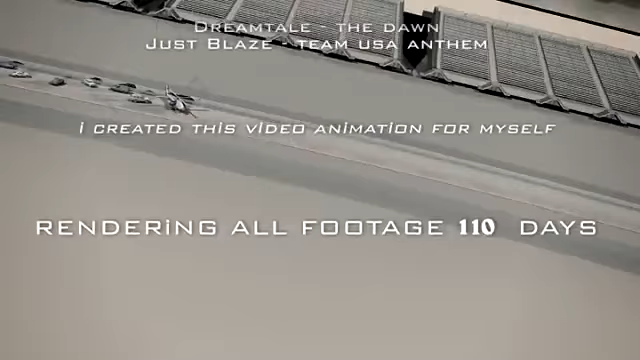 Dreamtale - the dawn
Just Blaze - team usa anthem
i created this video animation for myself
RENDERiNG ALL FOOTAGE 110 DAYS